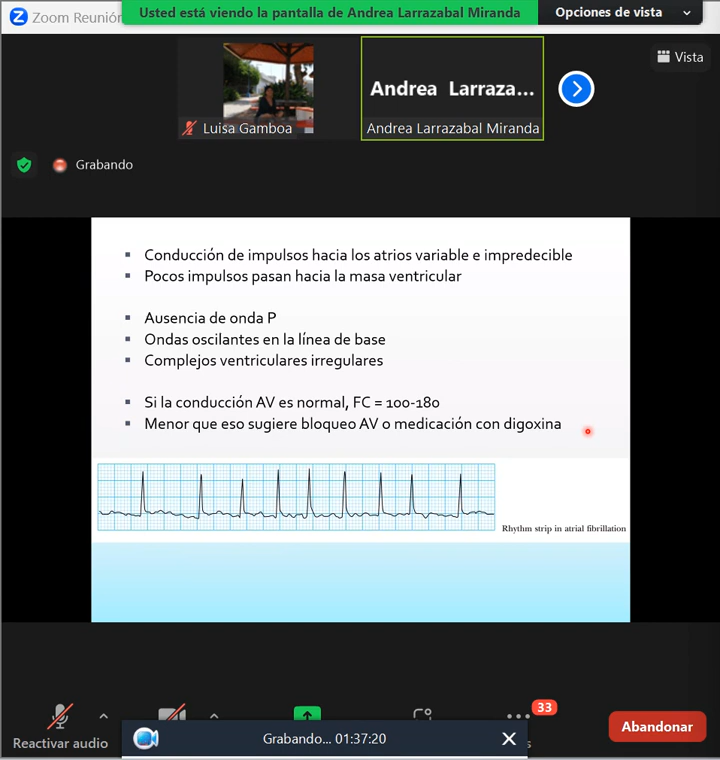 Zoom Reunión
Usted está viendo la pantalla de Andrea Larrazabal Miranda
Opciones de vista
Andrea Larraza...
Vista
Luisa Gamboa
Andrea Larrazabal Miranda
Grabando
▪ Conducción de impulsos hacia los atrios variable e impredecible
▪ Pocos impulsos pasan hacia la masa ventricular
▪ Ausencia de onda P
▪ Ondas oscilantes en la línea de base
▪ Complejos ventriculares irregulares
▪ Si la conducción AV es normal, FC = 100-180
▪ Menor que eso sugiere bloqueo AV o medicación con digoxina
Rhythm strip in atrial fibrillation
33
Reactivar audio
Grabando... 01:37:20
Abandonar